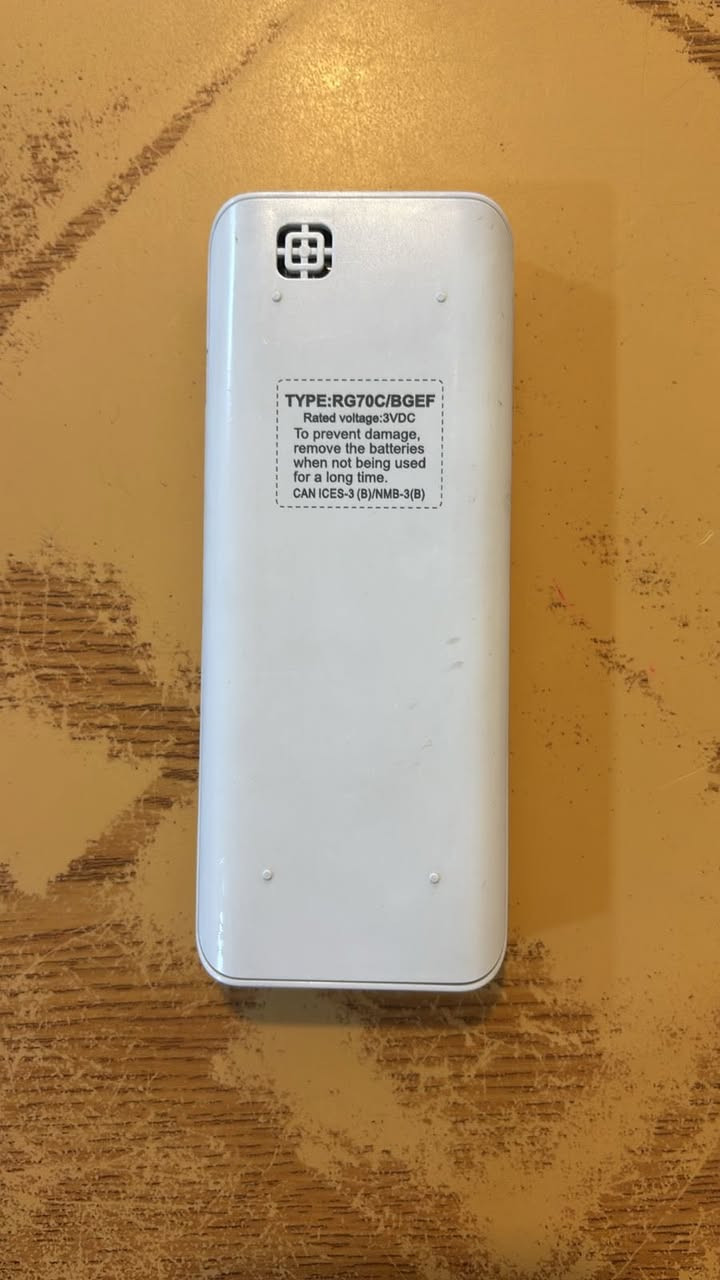 TYPE:RG70C/BGEF
Rated voltage:3VDC
To prevent damage,
remove the batteries
when not being used
for a long time.
CAN ICES-3 (B)/NMB-3(B)